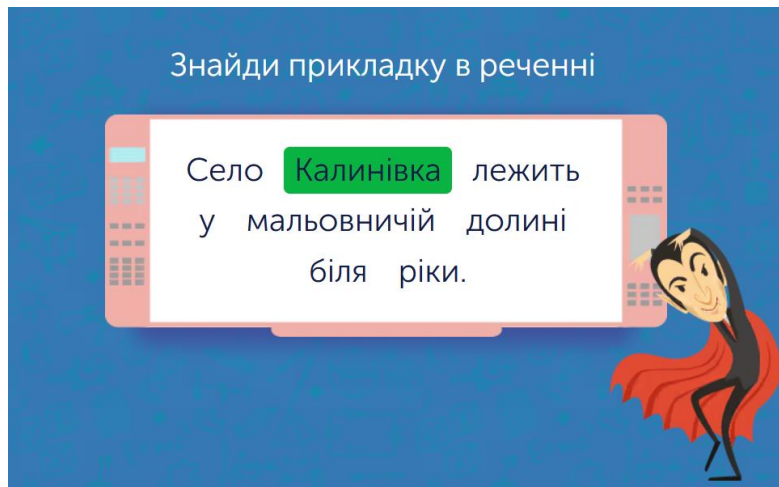 Знайди прикладку в реченні
Село Калинівка лежить
у мальовничій долині
біля ріки.